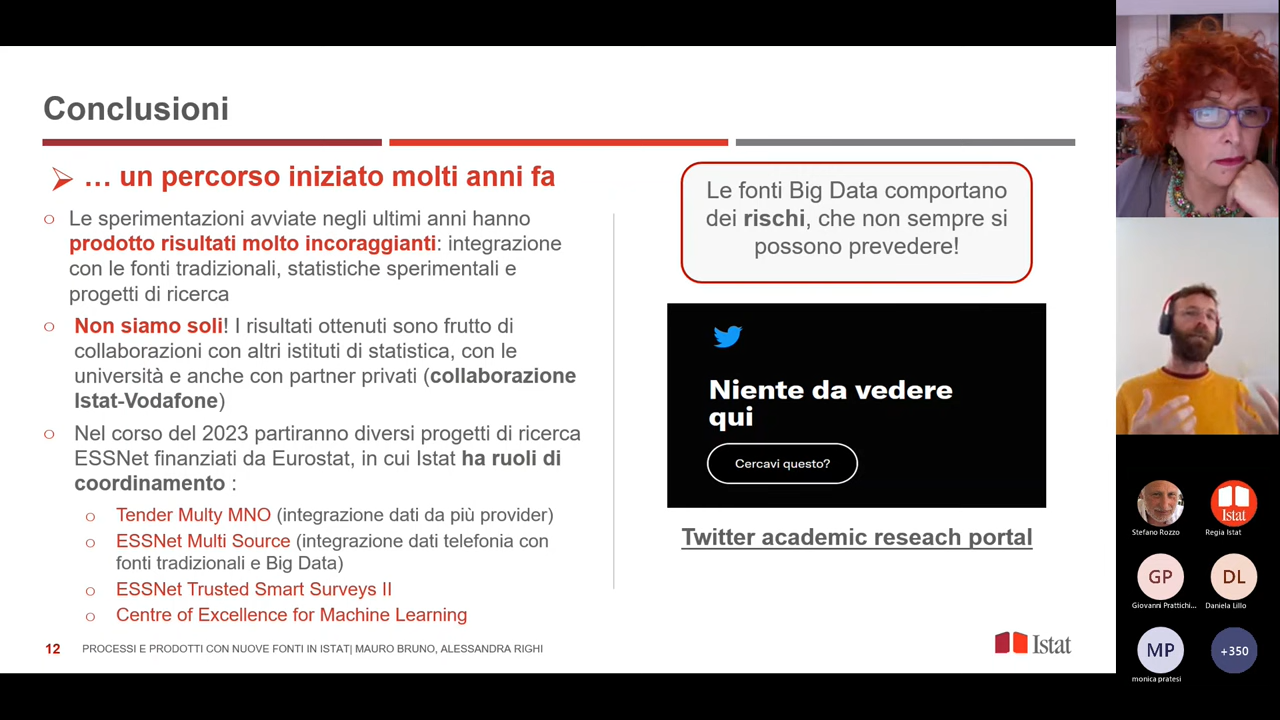 Conclusioni
… un percorso iniziato molti anni fa
Le sperimentazioni avviate negli ultimi anni hanno
prodotto risultati molto incoraggianti: integrazione
con le fonti tradizionali, statistiche sperimentali e
progetti di ricerca
Non siamo soli! I risultati ottenuti sono frutto di
collaborazioni con altri istituti di statistica, con le
università e anche con partner privati (collaborazione
Istat-Vodafone)
Nel corso del 2023 partiranno diversi progetti di ricerca
ESSNet finanziati da Eurostat, in cui Istat ha ruoli di
coordinamento :
Tender Multy MNO (integrazione dati da più provider)
ESSNet Multi Source (integrazione dati telefonia con
fonti tradizionali e Big Data)
ESSNet Trusted Smart Surveys II
Centre of Excellence for Machine Learning
Le fonti Big Data comportano
dei rischi, che non sempre si
possono prevedere!
Niente da vedere
qui
Cercavi questo?
Twitter academic reseach portal
12 PROCESSI E PRODOTTI CON NUOVE FONTI IN ISTAT| MAURO BRUNO, ALESSANDRA RIGHI
Istat
Istat
Stefano Rozzo
Regia Istat
GP
DL
Giovanni Prattichi...
Daniela Lillo
MP
+350
monica pratesi